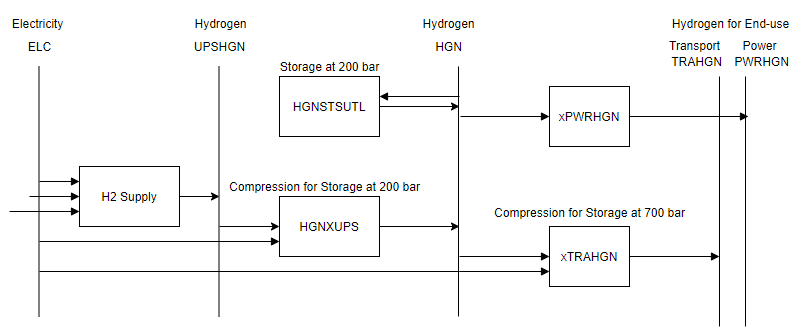 Electricity
Hydrogen
Hydrogen
Hydrogen for End-use
ELC
UPSHGN
HGN
Transport
TRAHGN
Power
PWRHGN
Storage at 200 bar
HGNSTSUTL
xPWRHGN
H2 Supply
Compression for Storage at 200 bar
HGNXUPS
Compression for Storage at 700 bar
xTRAHGN